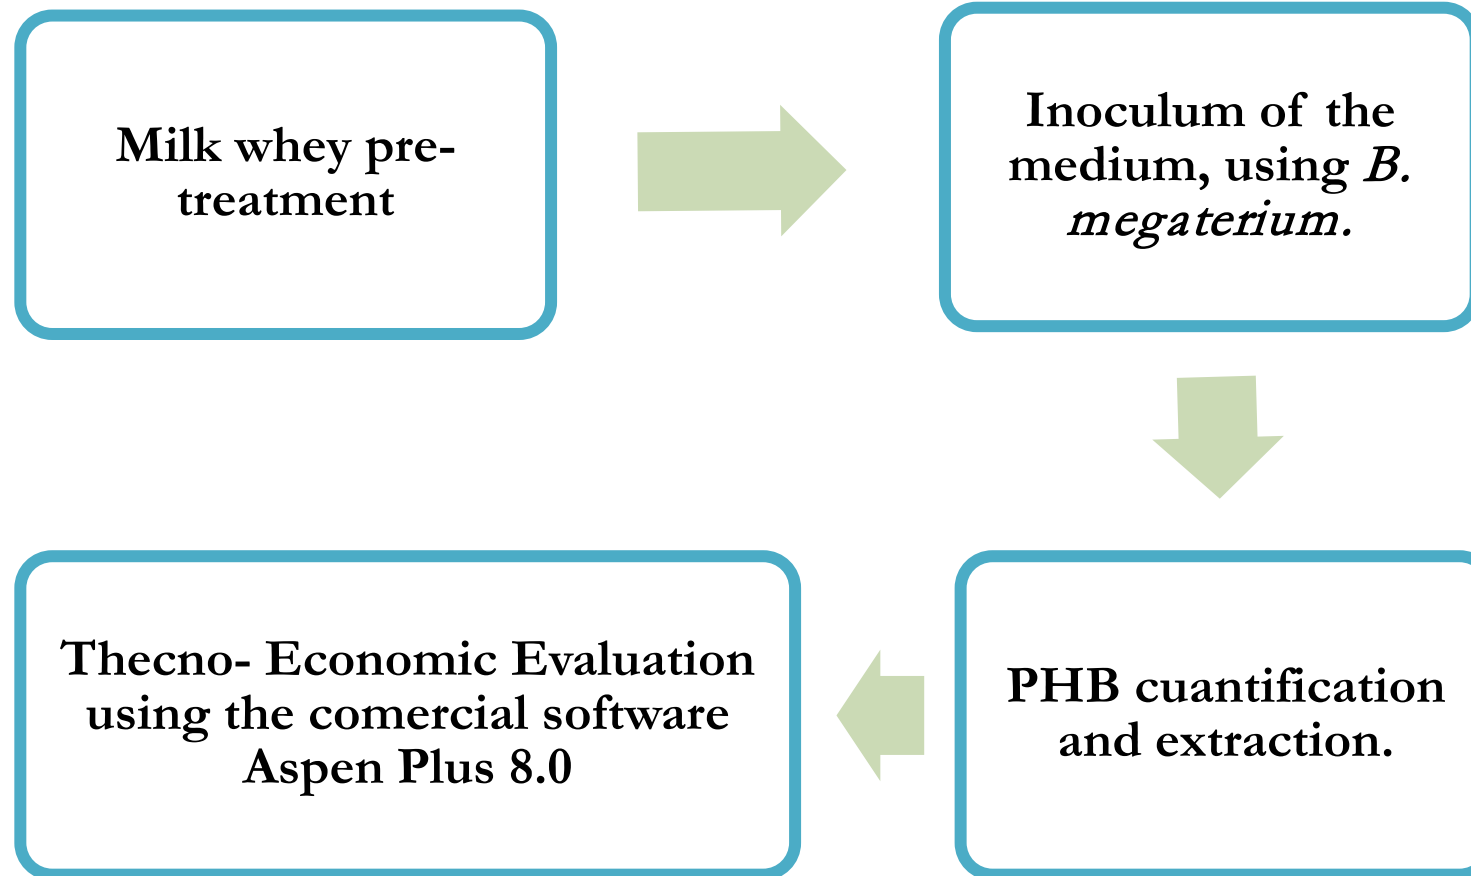 Milk whey pre-
treatment
Inoculum of the
medium, using B.
megaterium.
PHB cuantification
and extraction.
Thecno- Economic Evaluation
using the comercial software
Aspen Plus 8.0